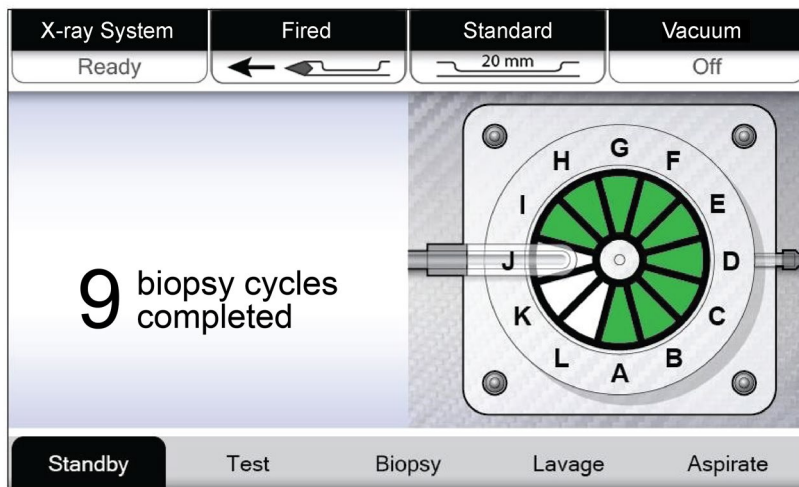 X-ray System
Fired
Standard
Vacuum
Ready
20 mm
Off
9 biopsy cycles
completed
G
H
F
I
E
J
D
K
C
L
B
A
Standby
Test
Biopsy
Lavage
Aspirate